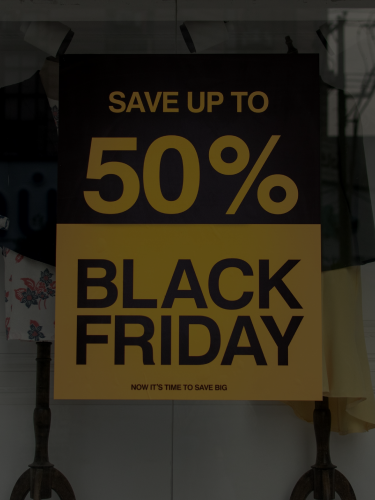 SAVE UP TO
50%
BLACK
FRIDAY
NOW IT'S TIME TO SAVE BIG